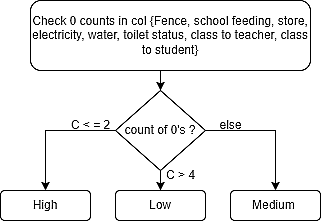 Check 0 counts in col {Fence, school feeding, store,
electricity, water, toilet status, class to teacher, class
to student}
C < = 2
count of 0's ?
else
C > 4
High
Low
Medium